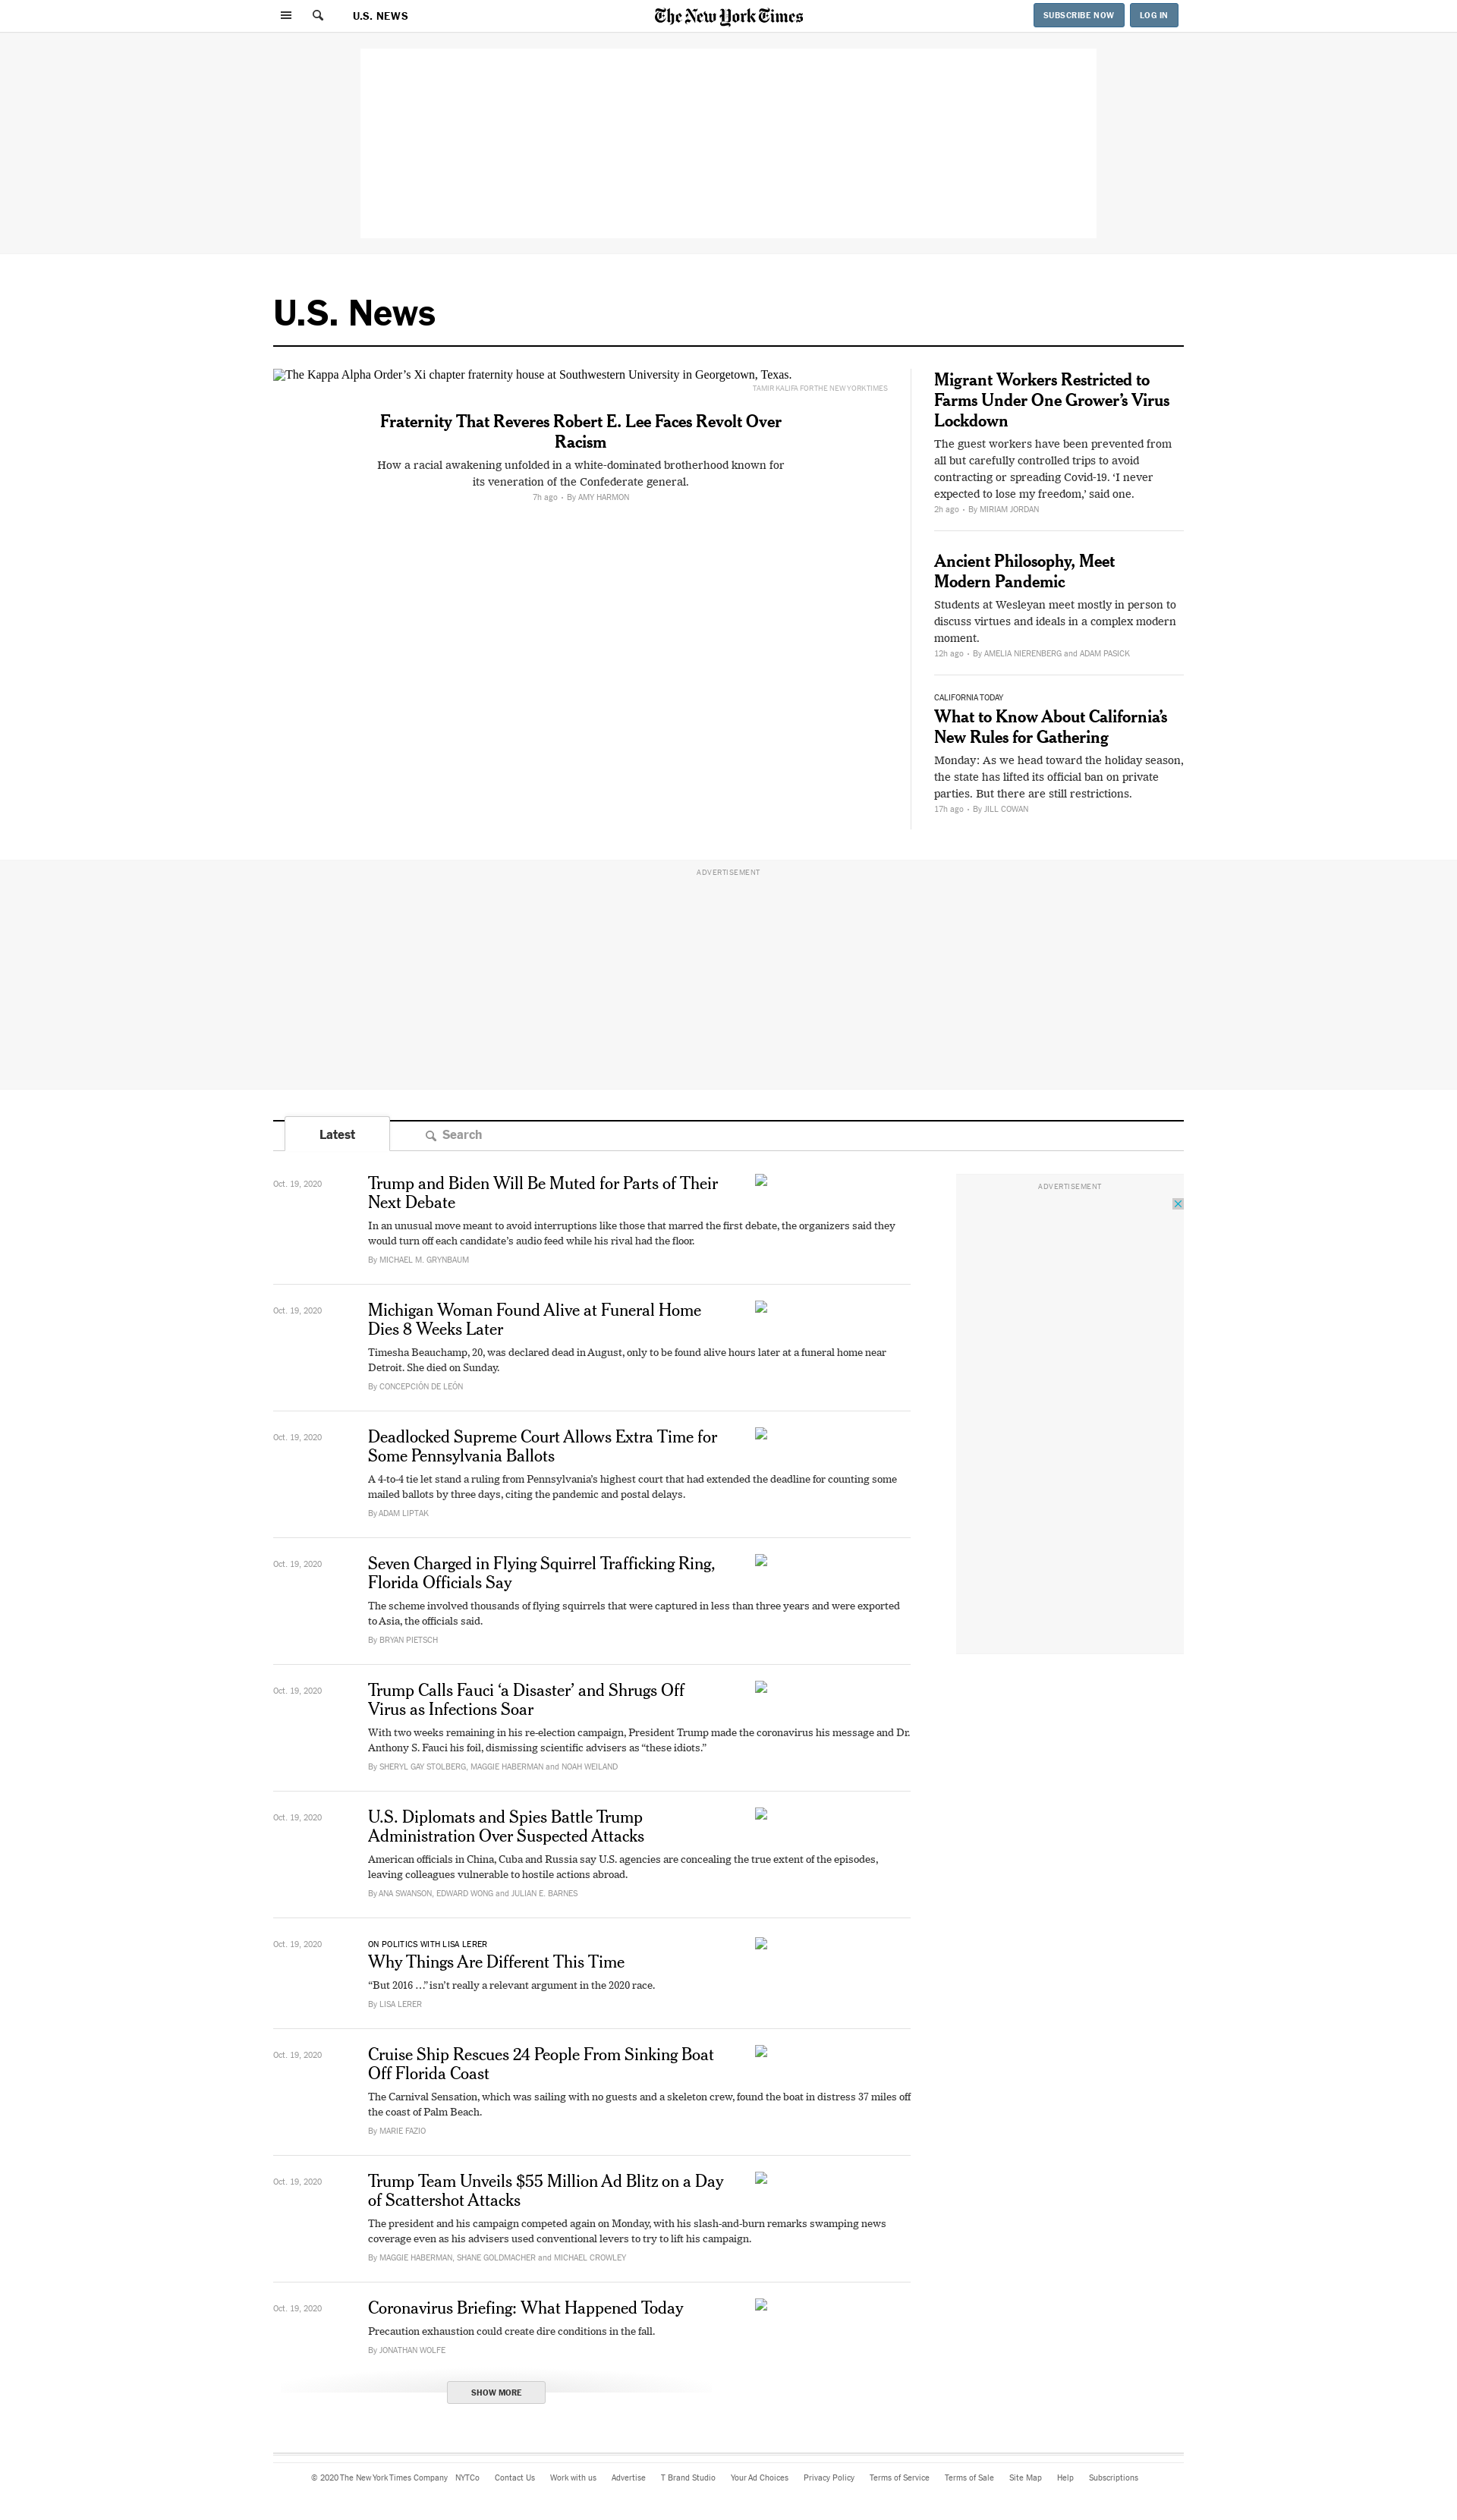 U.S. NEWS
The New York Times
SUBSCRIBE NOW
LOG IN
U.S. News
The Kappa Alpha Order’s Xi chapter fraternity house at Southwestern University in Georgetown, Texas.
TAMIR KALIFA FOR THE NEW YORK TIMES
Fraternity That Reveres Robert E. Lee Faces Revolt Over
Racism
How a racial awakening unfolded in a white-dominated brotherhood known for
its veneration of the Confederate general.
7h ago • By AMY HARMON
Migrant Workers Restricted to
Farms Under One Grower’s Virus
Lockdown
The guest workers have been prevented from
all but carefully controlled trips to avoid
contracting or spreading Covid-19. ‘I never
expected to lose my freedom,’ said one.
2h ago • By MIRIAM JORDAN
Ancient Philosophy, Meet
Modern Pandemic
Students at Wesleyan meet mostly in person to
discuss virtues and ideals in a complex modern
moment.
12h ago • By AMELIA NIERENBERG and ADAM PASICK
CALIFORNIA TODAY
What to Know About California’s
New Rules for Gathering
Monday: As we head toward the holiday season,
the state has lifted its official ban on private
parties. But there are still restrictions.
17h ago • By JILL COWAN
ADVERTISEMENT
Latest
Search
Oct. 19, 2020
Trump and Biden Will Be Muted for Parts of Their
Next Debate
In an unusual move meant to avoid interruptions like those that marred the first debate, the organizers said they
would turn off each candidate’s audio feed while his rival had the floor.
By MICHAEL M. GRYNBAUM
ADVERTISEMENT
Oct. 19, 2020
Michigan Woman Found Alive at Funeral Home
Dies 8 Weeks Later
Timesha Beauchamp, 20, was declared dead in August, only to be found alive hours later at a funeral home near
Detroit. She died on Sunday.
By CONCEPCIÓN DE LEÓN
Oct. 19, 2020
Deadlocked Supreme Court Allows Extra Time for
Some Pennsylvania Ballots
A 4-to-4 tie let stand a ruling from Pennsylvania’s highest court that had extended the deadline for counting some
mailed ballots by three days, citing the pandemic and postal delays.
By ADAM LIPTAK
Oct. 19, 2020
Seven Charged in Flying Squirrel Trafficking Ring,
Florida Officials Say
The scheme involved thousands of flying squirrels that were captured in less than three years and were exported
to Asia, the officials said.
By BRYAN PIETSCH
Oct. 19, 2020
Trump Calls Fauci ‘a Disaster’ and Shrugs Off
Virus as Infections Soar
With two weeks remaining in his re-election campaign, President Trump made the coronavirus his message and Dr.
Anthony S. Fauci his foil, dismissing scientific advisers as “these idiots.”
By SHERYL GAY STOLBERG, MAGGIE HABERMAN and NOAH WEILAND
Oct. 19, 2020
U.S. Diplomats and Spies Battle Trump
Administration Over Suspected Attacks
American officials in China, Cuba and Russia say U.S. agencies are concealing the true extent of the episodes,
leaving colleagues vulnerable to hostile actions abroad.
By ANA SWANSON, EDWARD WONG and JULIAN E. BARNES
Oct. 19, 2020
ON POLITICS WITH LISA LERER
Why Things Are Different This Time
“But 2016 …” isn’t really a relevant argument in the 2020 race.
By LISA LERER
Oct. 19, 2020
Cruise Ship Rescues 24 People From Sinking Boat
Off Florida Coast
The Carnival Sensation, which was sailing with no guests and a skeleton crew, found the boat in distress 37 miles off
the coast of Palm Beach.
By MARIE FAZIO
Oct. 19, 2020
Trump Team Unveils $55 Million Ad Blitz on a Day
of Scattershot Attacks
The president and his campaign competed again on Monday, with his slash-and-burn remarks swamping news
coverage even as his advisers used conventional levers to try to lift his campaign.
By MAGGIE HABERMAN, SHANE GOLDMACHER and MICHAEL CROWLEY
Oct. 19, 2020
Coronavirus Briefing: What Happened Today
Precaution exhaustion could create dire conditions in the fall.
By JONATHAN WOLFE
SHOW MORE
© 2020 The New York Times Company NYTCo Contact Us Work with us Advertise T Brand Studio Your Ad Choices Privacy Policy Terms of Service Terms of Sale Site Map Help Subscriptions